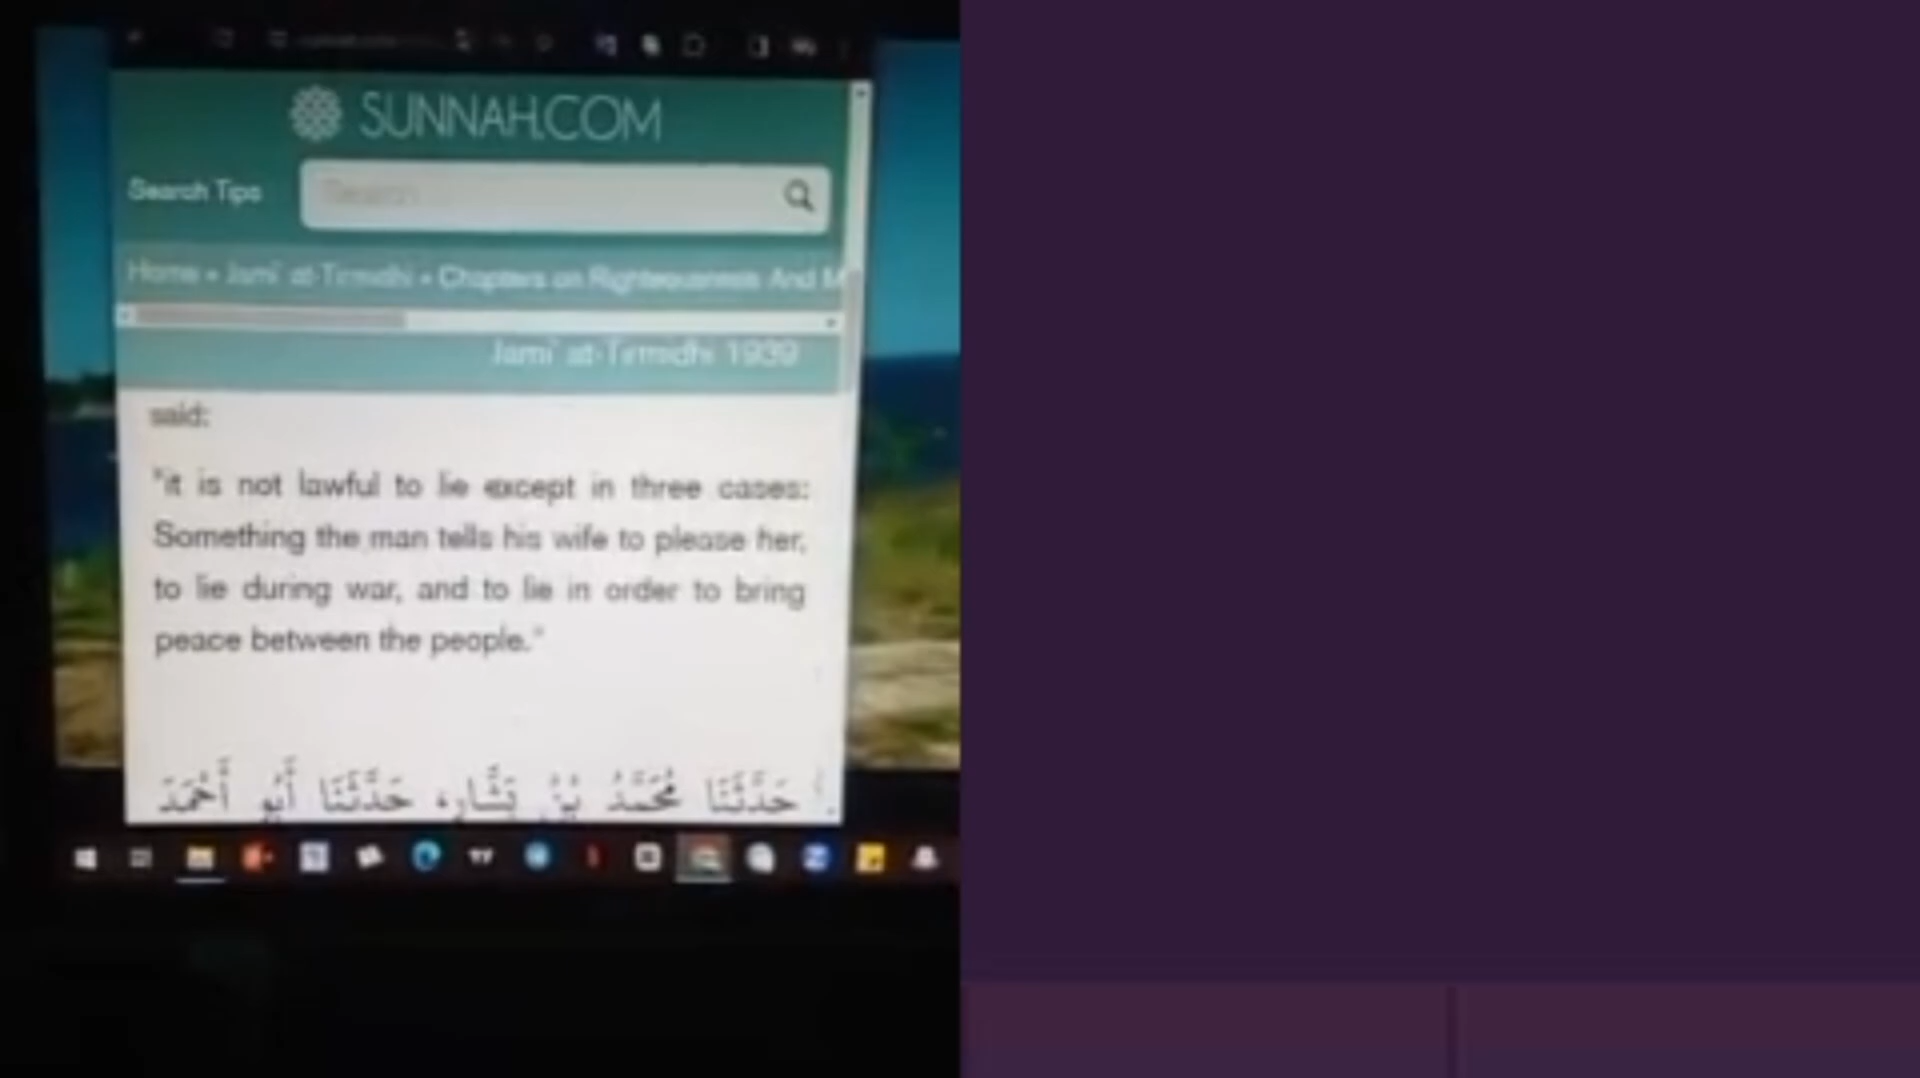 SUNNAH.COM
Search Tips
Search
Home » Jami` at-Tirmidhi » Chapters on Righteousness And M
Jami` at-Tirmidhi 1939
said:
"it is not lawful to lie except in three cases:
Something the man tells his wife to please her,
to lie during war, and to lie in order to bring
peace between the people."
حَدَّثَنَا مُحَمَّدُ بْنُ بَشَّارٍ، حَدَّثَنَا أَبُو أَحْمَدَ